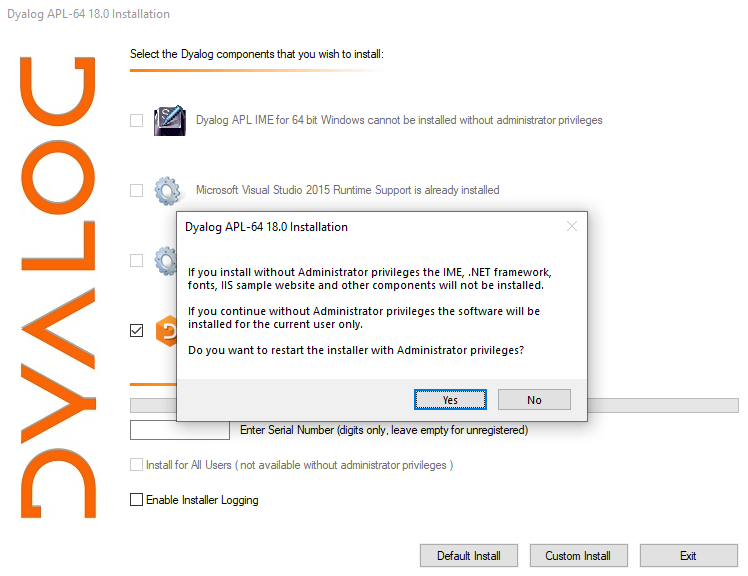 Dyalog APL-64 18.0 Installation
DYALOG
Select the Dyalog components that you wish to install:
Dyalog APL IME for 64 bit Windows cannot be installed without administrator privileges
Microsoft Visual Studio 2015 Runtime Support is already installed
Dyalog APL-64 18.0 Installation
If you install without Administrator privileges the IME, .NET framework,
fonts, IIS sample website and other components will not be installed.
If you continue without Administrator privileges the software will be
installed for the current user only.
Do you want to restart the installer with Administrator privileges?
Yes
No
Enter Serial Number (digits only, leave empty for unregistered)
Install for All Users ( not available without administrator privileges )
Enable Installer Logging
Default Install
Custom Install
Exit